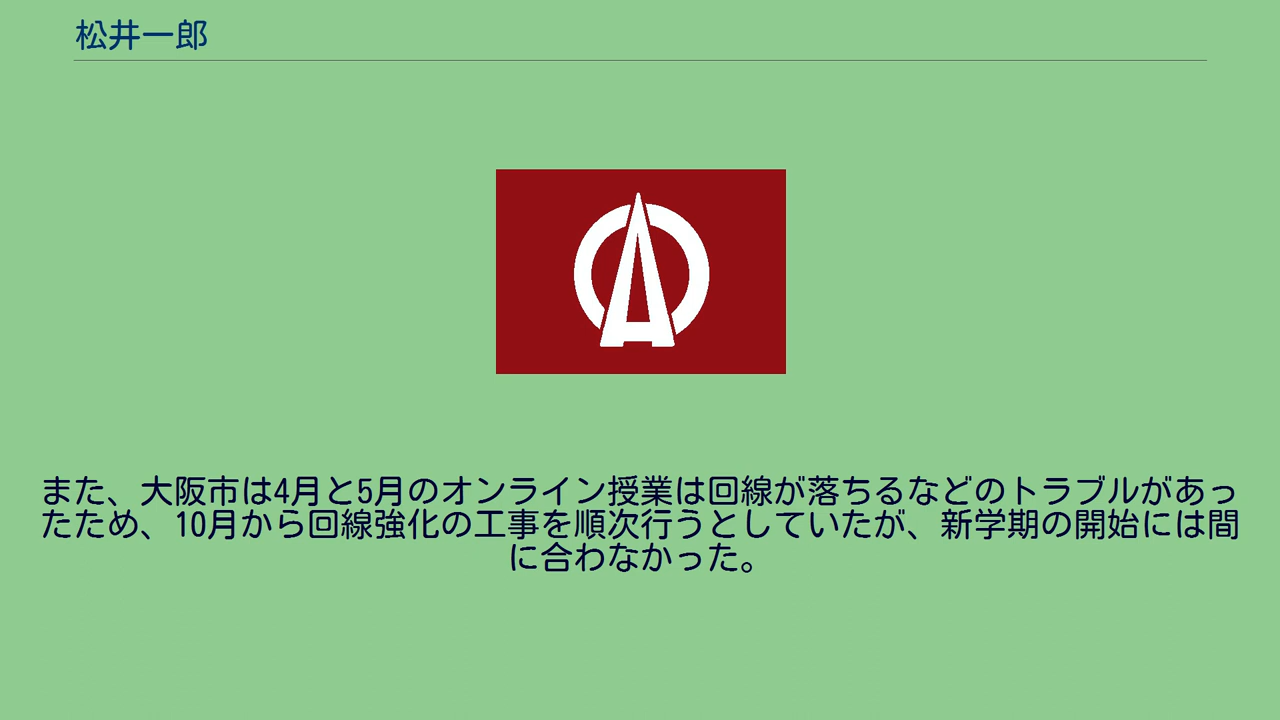 松井一郎
また、大阪市は4月と5月のオンライン授業は回線が落ちるなどのトラブルがあっ
たため、10月から回線強化の工事を順次行うとしていたが、新学期の開始には間
に合わなかった。